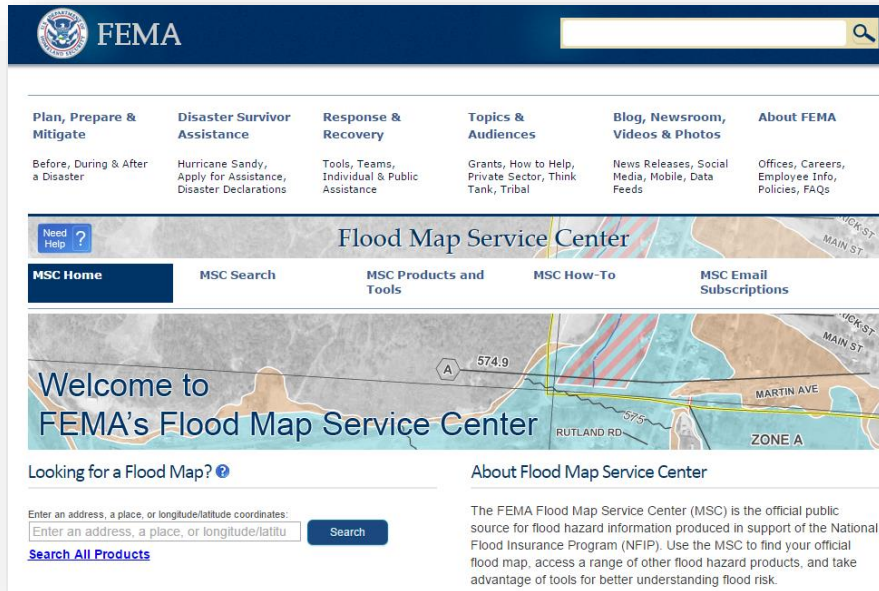 FEMA
Plan, Prepare &
Mitigate
Before, During & After
a Disaster
Disaster Survivor
Assistance
Hurricane Sandy,
Apply for Assistance,
Disaster Declarations
Response &
Recovery
Tools, Teams,
Individual & Public
Assistance
Topics &
Audiences
Grants, How to Help,
Private Sector, Think
Tank, Tribal
Blog, Newsroom,
Videos & Photos
News Releases, Social
Media, Mobile, Data
Feeds
About FEMA
Offices, Careers,
Employee Info,
Policies, FAQs
Need
Help ?
Flood Map Service Center
MAIN ST
MSC Home
MSC Search
MSC Products and
Tools
MSC How-To
MSC Email
Subscriptions
MAIN ST
A 574.9
MARTIN AVE
575
RUTLAND RD
ZONE A
Welcome to
FEMA's Flood Map Service Center
Looking for a Flood Map? ?
Enter an address, a place, or longitude/latitude coordinates:
Enter an address, a place, or longitude/latitu
Search
Search All Products
About Flood Map Service Center
The FEMA Flood Map Service Center (MSC) is the official public
source for flood hazard information produced in support of the National
Flood Insurance Program (NFIP). Use the MSC to find your official
flood map, access a range of other flood hazard products, and take
advantage of tools for better understanding flood risk.